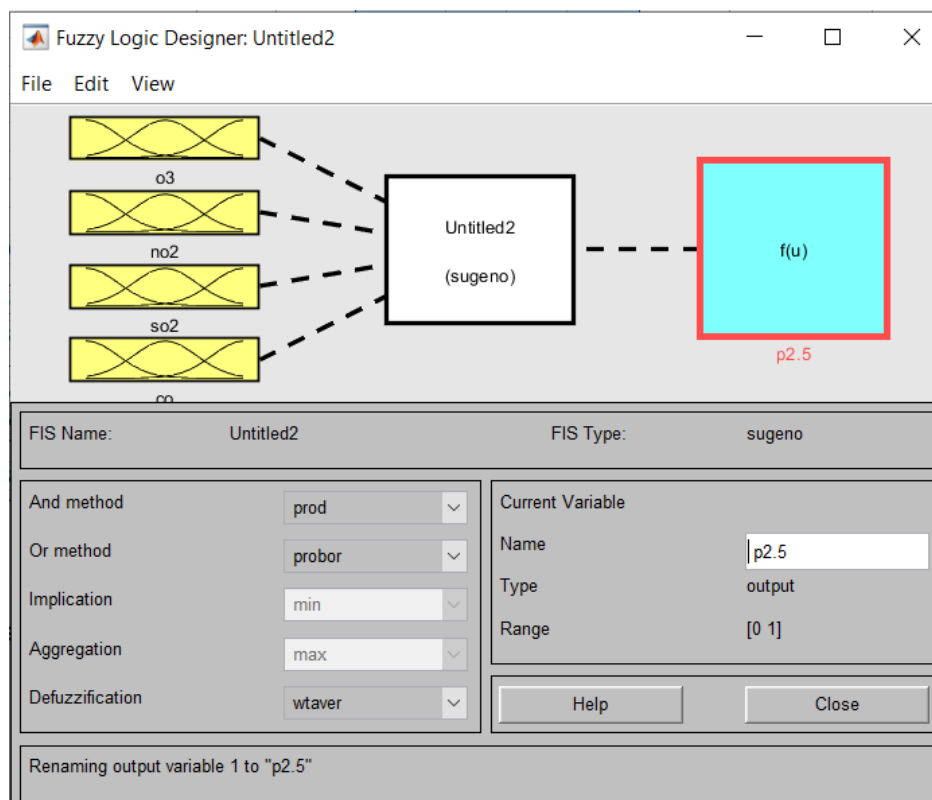 Fuzzy Logic Designer: Untitled2
File Edit View
o3
no2
so2
co
Untitled2
(sugeno)
f(u)
p2.5
FIS Name: Untitled2 FIS Type: sugeno
And method prod
Or method probor
Implication min
Aggregation max
Defuzzification wtaver
Current Variable
Name p2.5
Type output
Range [0 1]
Help Close
Renaming output variable 1 to "p2.5"